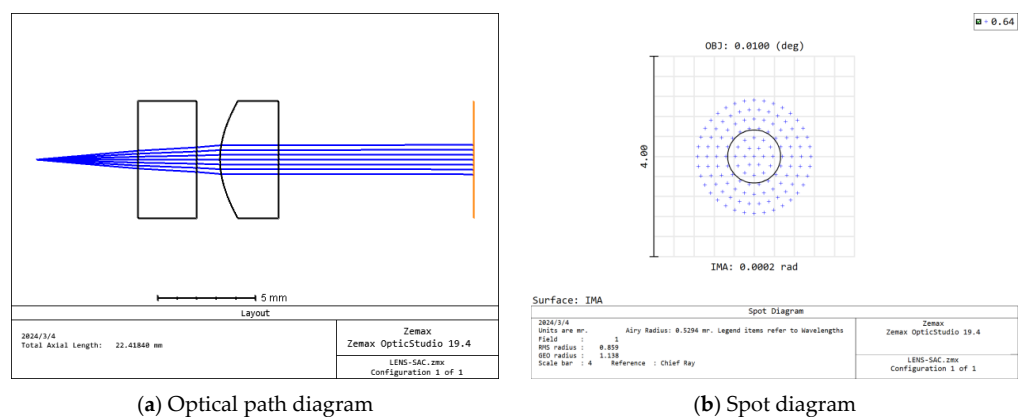 + 0.64
OBJ: 0.0100 (deg)
4.00
IMA: 0.0002 rad
5 mm
Layout
2024/3/4
Total Axial Length: 22.41840 mm
Zemax
Zemax OpticStudio 19.4
LENS-SAC.zmx
Configuration 1 of 1
Surface: IMA
Spot Diagram
2024/3/4
Units are mr. Airy Radius: 0.5294 mr. Legend items refer to Wavelengths
Field : 1
RMS radius : 0.859
GEO radius : 1.138
Scale bar : 4 Reference : Chief Ray
Zemax
Zemax OpticStudio 19.4
LENS-SAC.zmx
Configuration 1 of 1
(a) Optical path diagram
(b) Spot diagram